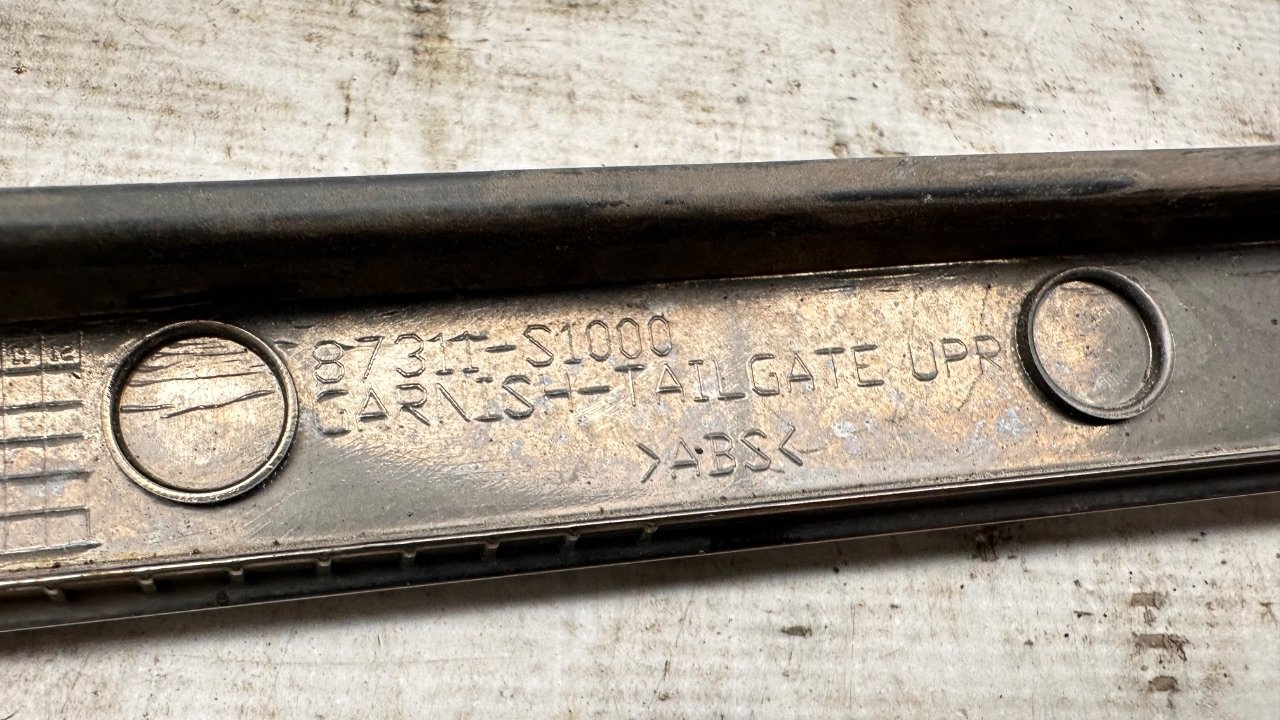 87311-S1000
GARNISH-TAILGATE UPR
>ABS<